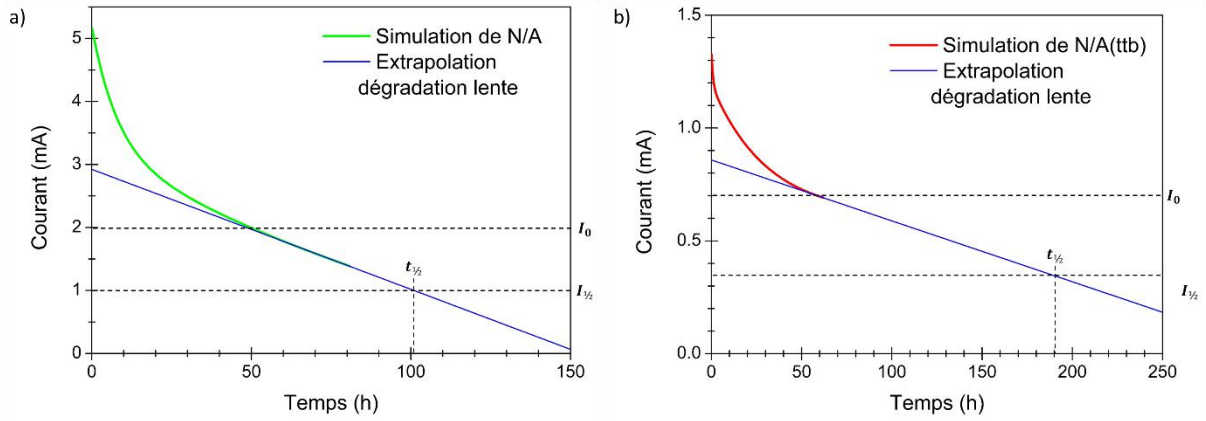 a)
Courant (mA)
5
4
3
2
1
0
Simulation de N/A
Extrapolation
dégradation lente
I₀
t½
I½
0
50
100
150
Temps (h)
b)
Courant (mA)
1.5
1.0
0.5
0.0
Simulation de N/A(ttb)
Extrapolation
dégradation lente
I₀
t½
I½
0
50
100
150
200
250
Temps (h)